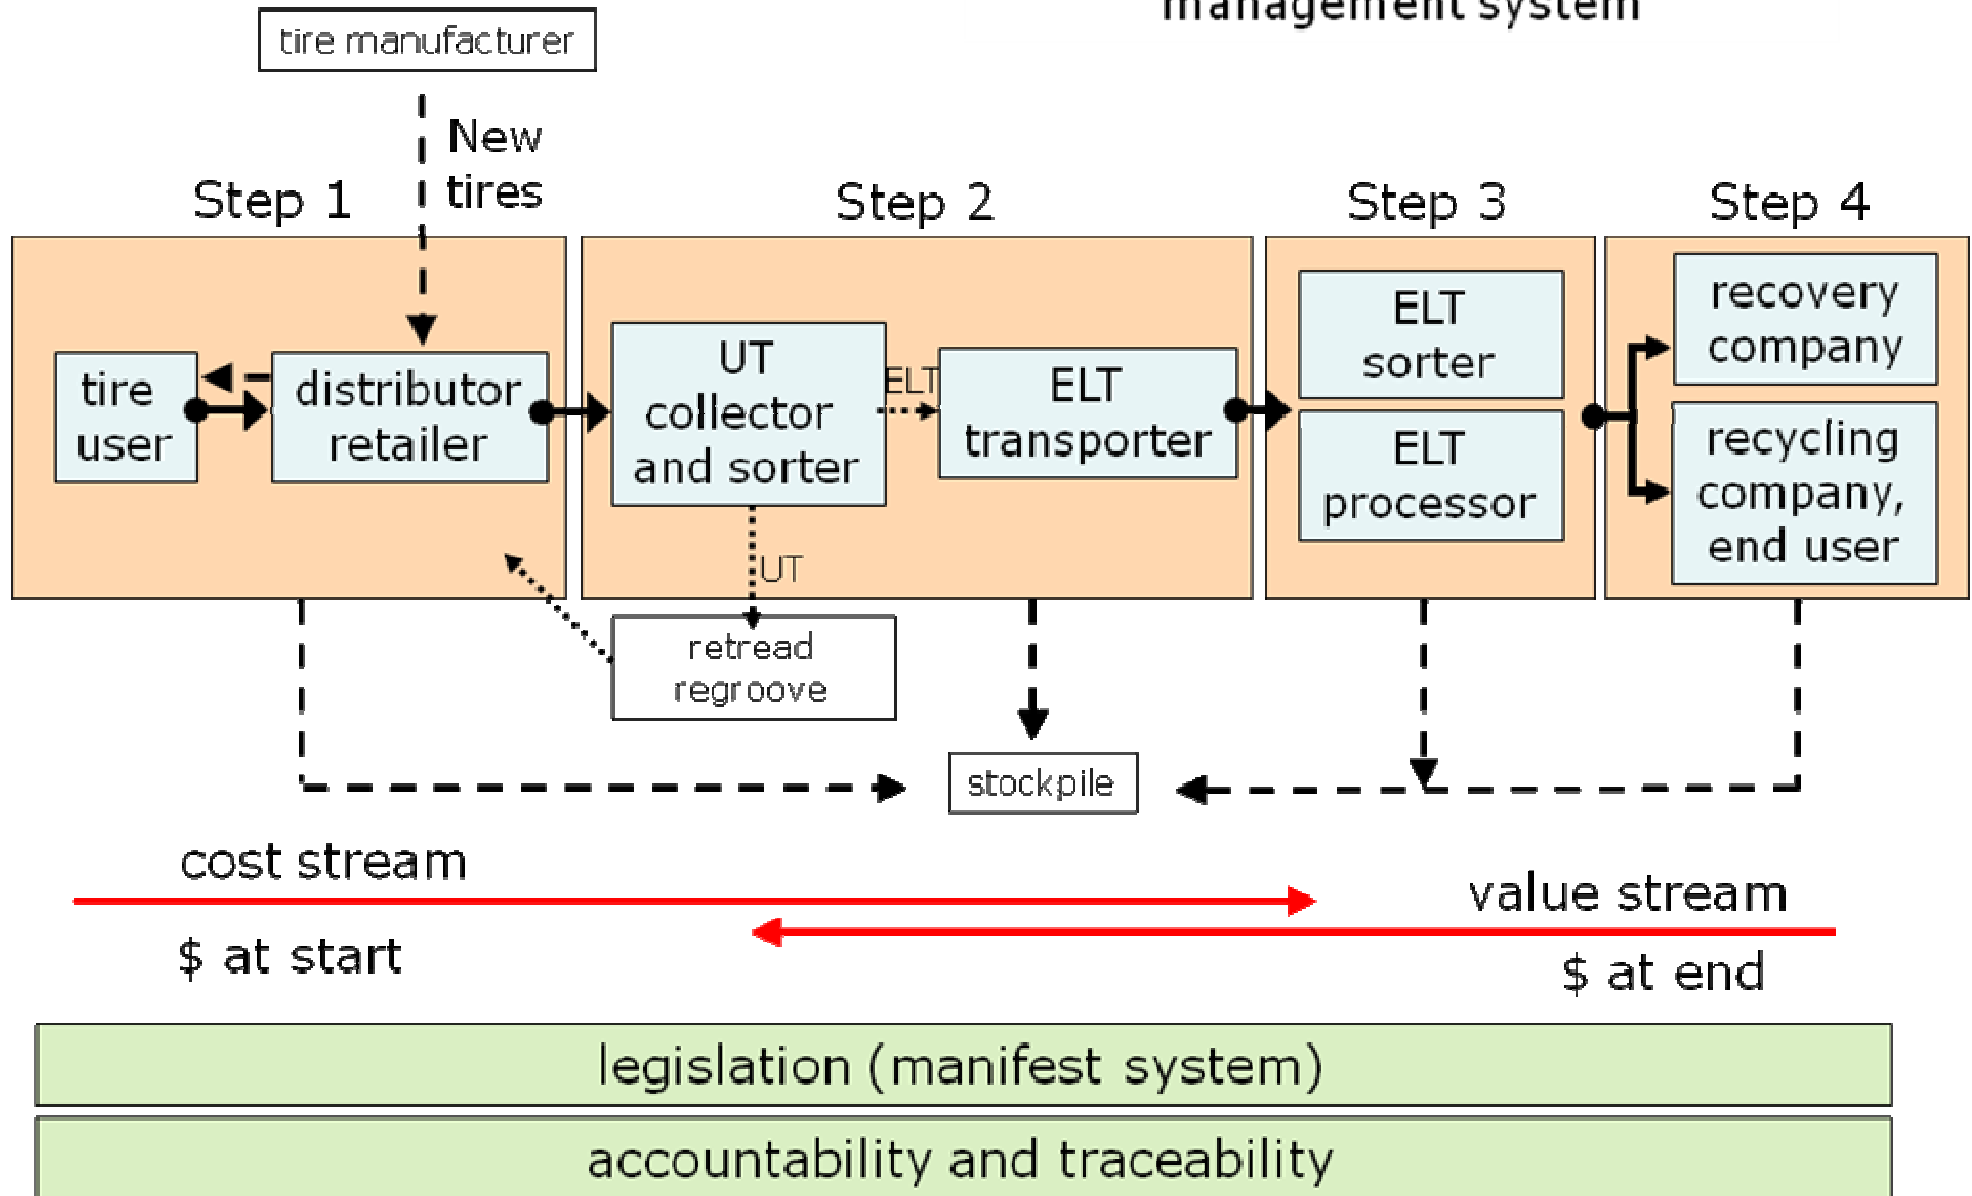 management system
tire manufacturer
New
tires
Step 1
Step 2
Step 3
Step 4
tire
user
distributor
retailer
UT
collector
and sorter
ELT
ELT
transporter
ELT
sorter
ELT
processor
recovery
company
recycling
company,
end user
UT
retread
regroove
stockpile
cost stream
value stream
$ at start
$ at end
legislation (manifest system)
accountability and traceability